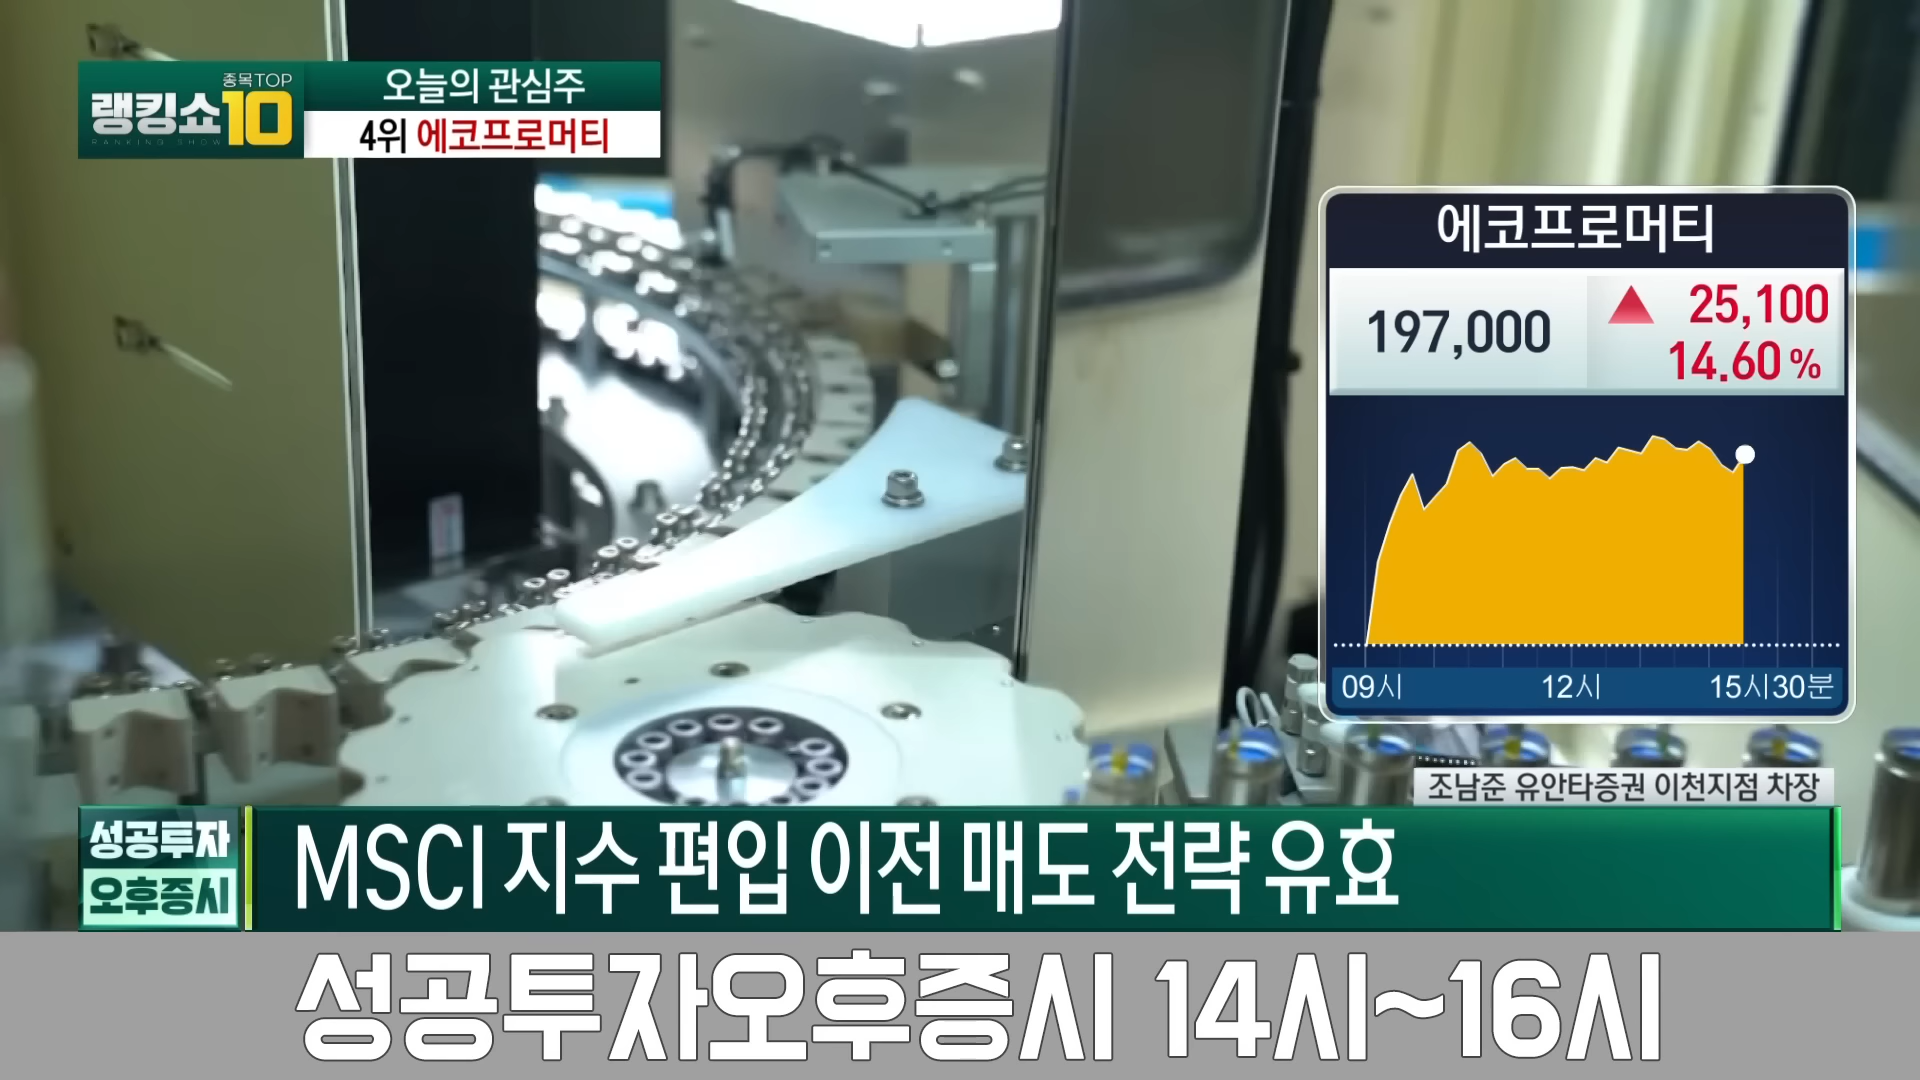 종목TOP
랭킹쇼10
RANKING SHOW
오늘의 관심주
4위 에코프로머티
에코프로머티
197,000
▲ 25,100
14.60%
09시 12시 15시30분
조남준 유안타증권 이천지점 차장
성공투자
오후증시
MSCI 지수 편입 이전 매도 전략 유효
성공투자오후증시 14시~16시